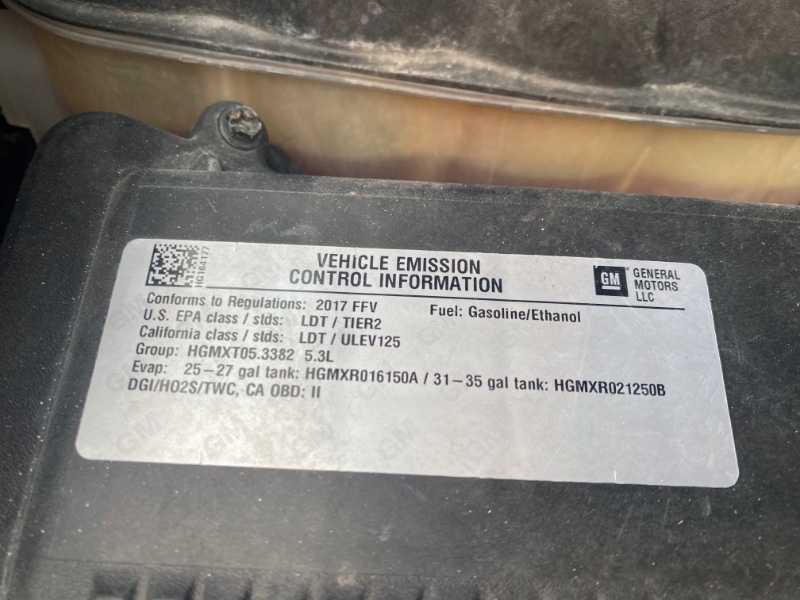 HG164177
VEHICLE EMISSION
CONTROL INFORMATION
GM
GENERAL
MOTORS
LLC
Conforms to Regulations: 2017 FFV Fuel: Gasoline/Ethanol
U.S. EPA class / stds: LDT / TIER2
California class / stds: LDT / ULEV125
Group: HGMXT05.3382 5.3L
Evap: 25-27 gal tank: HGMXR016150A / 31-35 gal tank: HGMXR021250B
DGI/HO2S/TWC, CA OBD: II